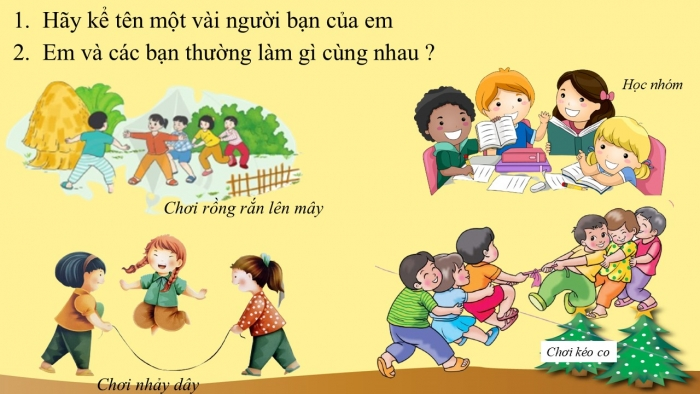 1. Hãy kể tên một vài người bạn của em
2. Em và các bạn thường làm gì cùng nhau ?
Học nhóm
Chơi rồng rắn lên mây
Chơi kéo co
Chơi nhảy dây